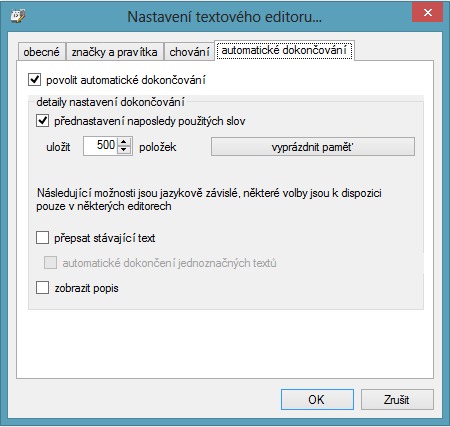 Nastavení textového editoru...
obecné značky a pravítka chování automatické dokončování
povolit automatické dokončování
detaily nastavení dokončování
přednastavení naposledy použitých slov
uložit 500 položek vyprázdnit paměť
Následující možnosti jsou jazykově závislé, některé volby jsou k dispozici
pouze v některých editorech
přepsat stávající text
automatické dokončení jednoznačných textů
zobrazit popis
OK Zrušit